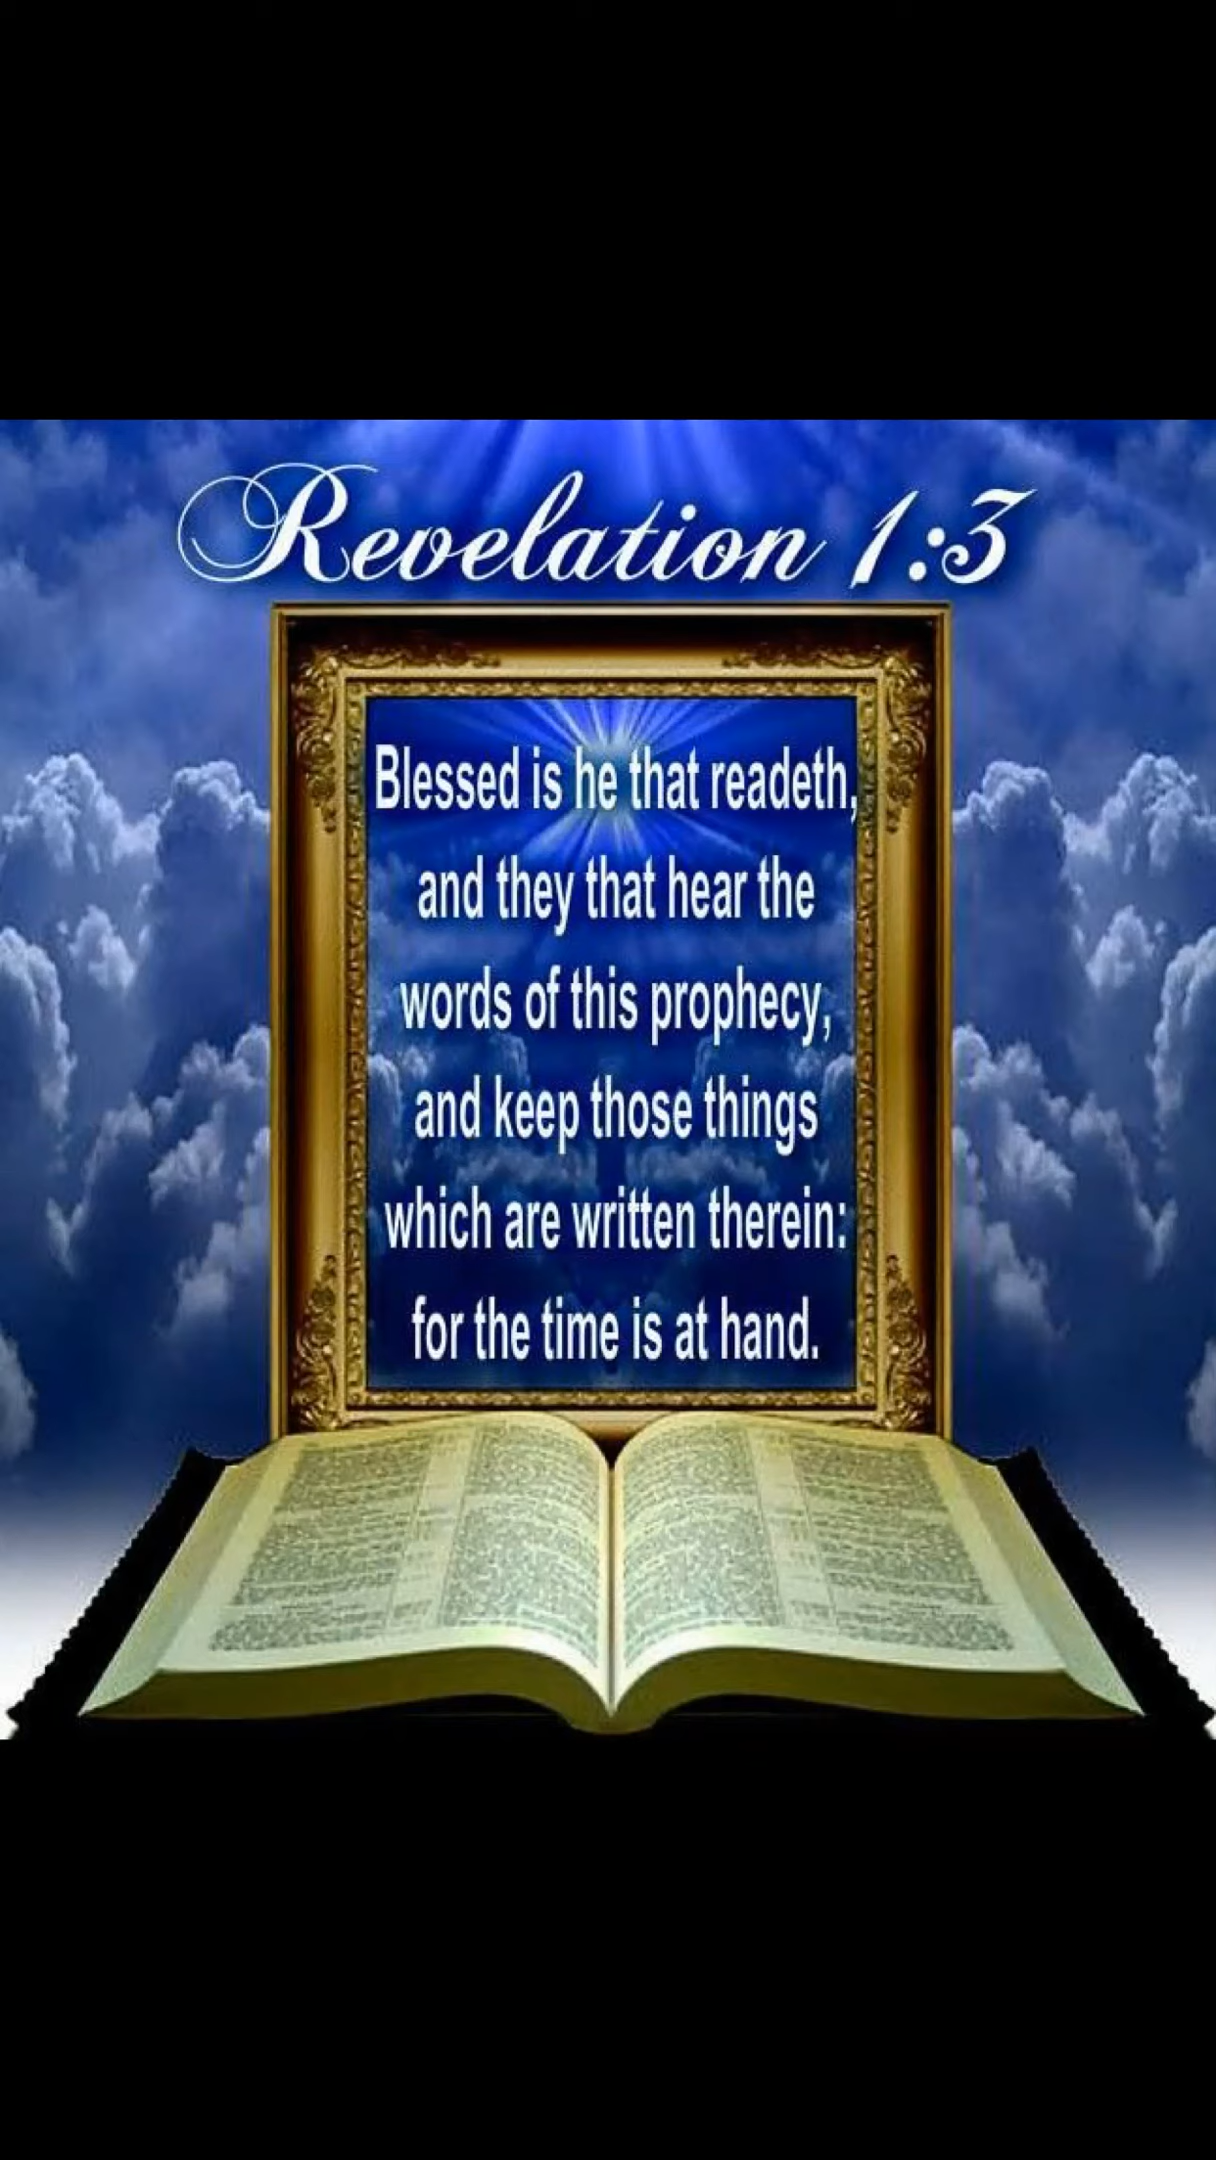 Revelation 1:3
Blessed is he that readeth,
and they that hear the
words of this prophecy,
and keep those things
which are written therein:
for the time is at hand.